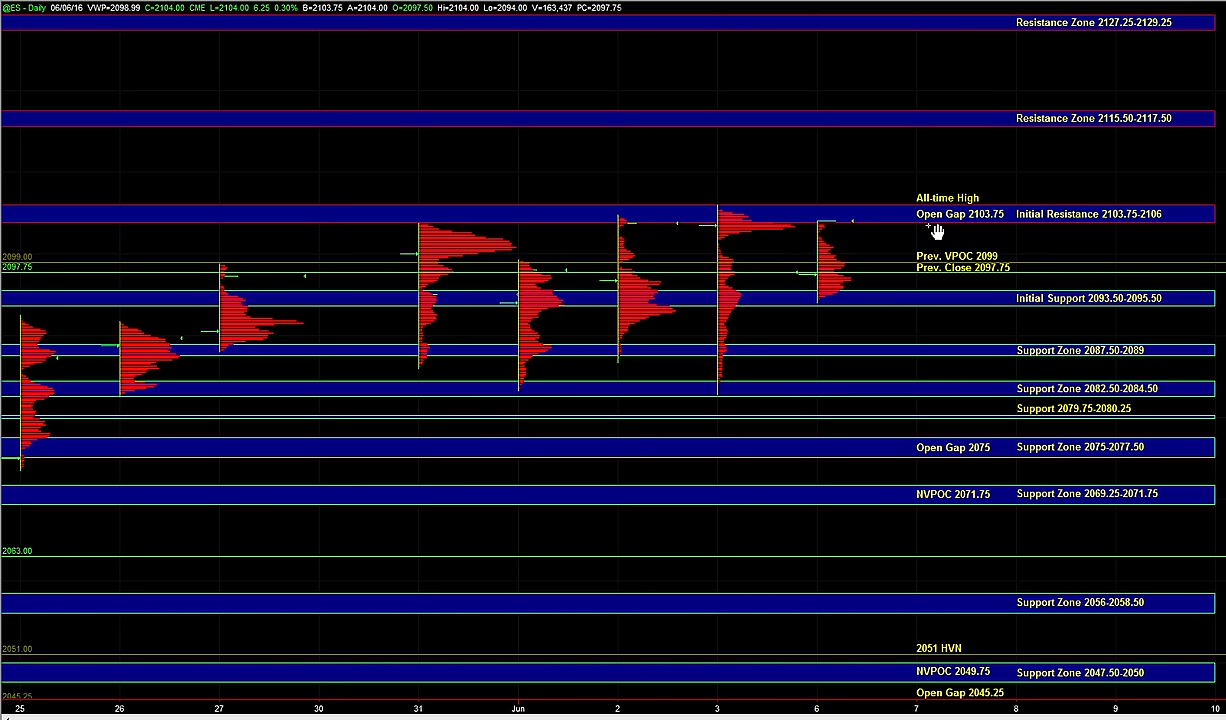 @ES - Daily 06/06/16 VWP=2098.99 C=2104.00 CME L=2104.00 6.25 0.30% B=2103.75 A=2104.00 O=2097.50 Hi=2104.00 Lo=2094.00 V=163,437 PC=2097.75
Resistance Zone 2127.25-2129.25
Resistance Zone 2115.50-2117.50
All-time High
Open Gap 2103.75 Initial Resistance 2103.75-2106
2099.00 Prev. VPOC 2099
2097.75 Prev. Close 2097.75
Initial Support 2093.50-2095.50
Support Zone 2087.50-2089
Support Zone 2082.50-2084.50
Support 2079.75-2080.25
Open Gap 2075 Support Zone 2075-2077.50
NVPOC 2071.75 Support Zone 2069.25-2071.75
2063.00
Support Zone 2056-2058.50
2051.00 2051 HVN
NVPOC 2049.75 Support Zone 2047.50-2050
2045.25 Open Gap 2045.25
25 26 27 30 31 Jun 2 3 6 7 8 9 10